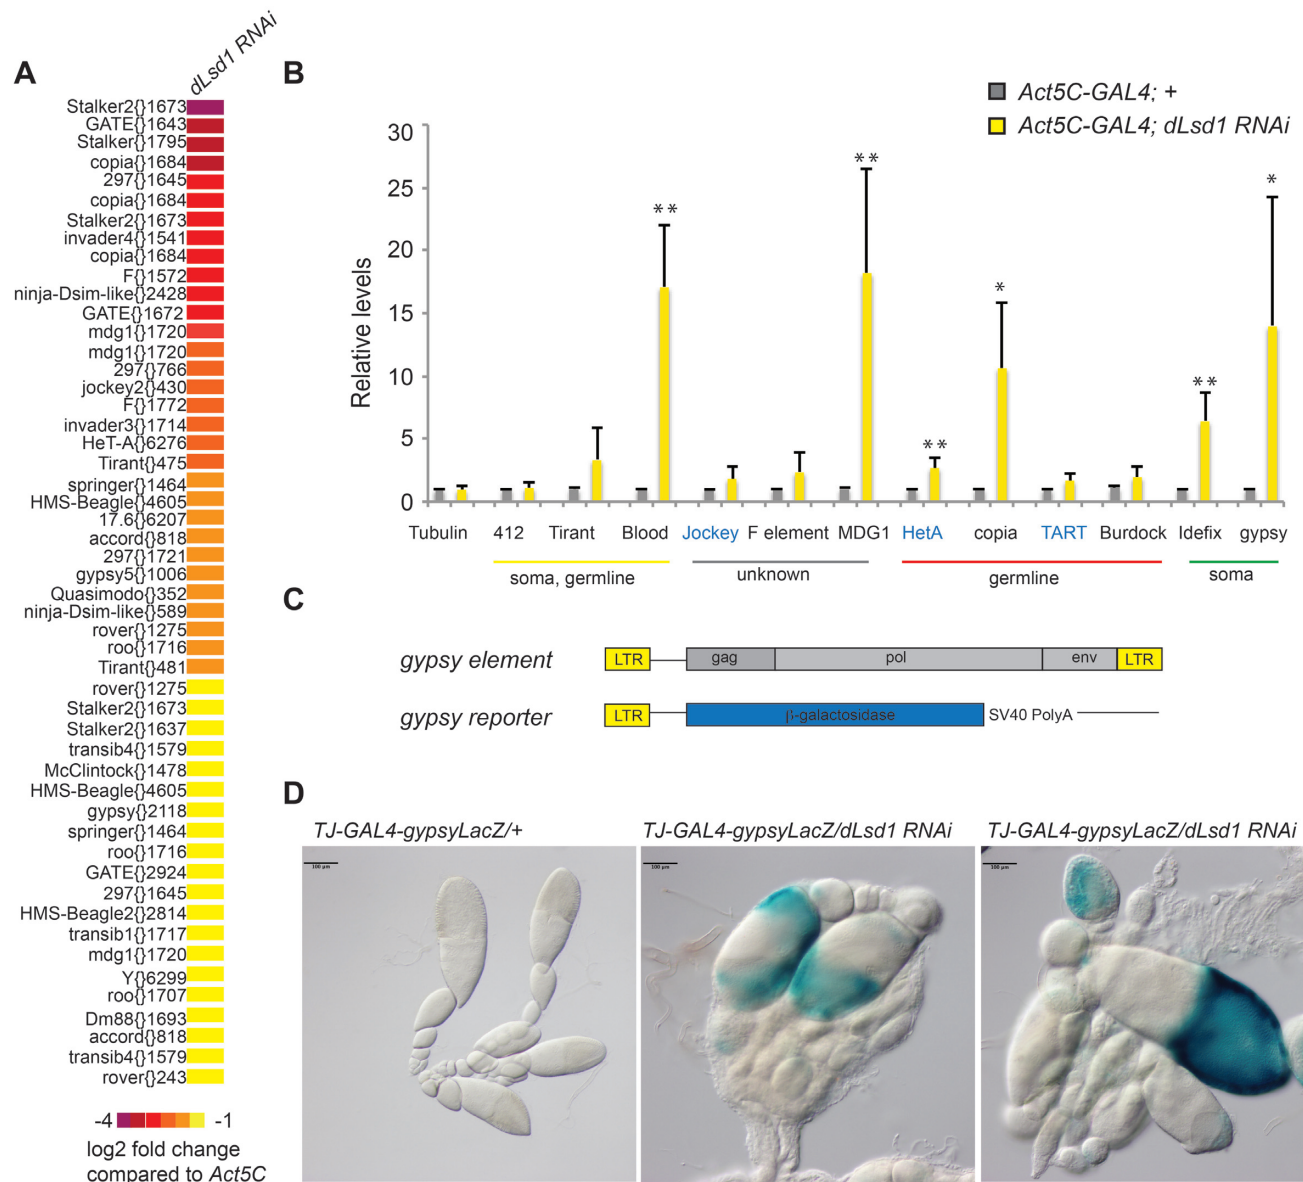 A
dLsd1 RNAi
Stalker2{}1673
GATE{}1643
Stalker{}1795
copia{}1684
297{}1645
copia{}1684
Stalker2{}1673
invader4{}1541
copia{}1684
F{}1572
ninja-Dsim-like{}2428
GATE{}1672
mdg1{}1720
mdg1{}1720
297{}766
jockey2{}430
F{}1772
invader3{}1714
HeT-A{}6276
Tirant{}475
springer{}1464
HMS-Beagle{}4605
17.6{}6207
accord{}818
297{}1721
gypsy5{}1006
Quasimodo{}352
ninja-Dsim-like{}589
rover{}1275
roo{}1716
Tirant{}481
rover{}1275
Stalker2{}1673
Stalker2{}1637
transib4{}1579
McClintock{}1478
HMS-Beagle{}4605
gypsy{}2118
springer{}1464
roo{}1716
GATE{}2924
297{}1645
HMS-Beagle2{}2814
transib1{}1717
mdg1{}1720
Y{}6299
roo{}1707
Dm88{}1693
accord{}818
transib4{}1579
rover{}243
-4 -1
log2 fold change
compared to Act5C
B
Act5C-GAL4; +
Act5C-GAL4; dLsd1 RNAi
Relative levels
30
25
20
15
10
5
0
** ** ** * ** *
Tubulin 412 Tirant Blood Jockey F element MDG1 HetA copia TART Burdock Idefix gypsy
soma, germline unknown germline soma
C
gypsy element LTR gag pol env LTR
gypsy reporter LTR β-galactosidase SV40 PolyA
D
TJ-GAL4-gypsyLacZ/+
100 µm
TJ-GAL4-gypsyLacZ/dLsd1 RNAi
100 µm
TJ-GAL4-gypsyLacZ/dLsd1 RNAi
100 µm